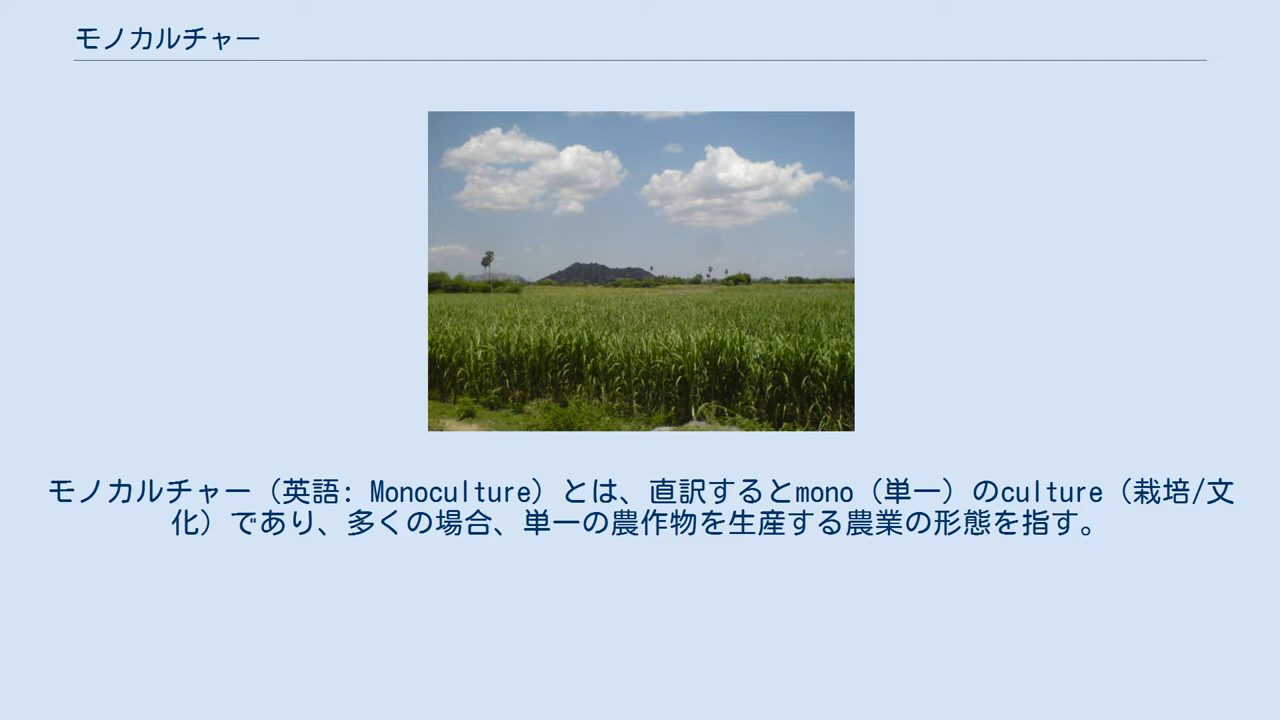 モノカルチャー
モノカルチャー（英語: Monoculture）とは、直訳するとmono（単一）のculture（栽培/文
化）であり、多くの場合、単一の農作物を生産する農業の形態を指す。